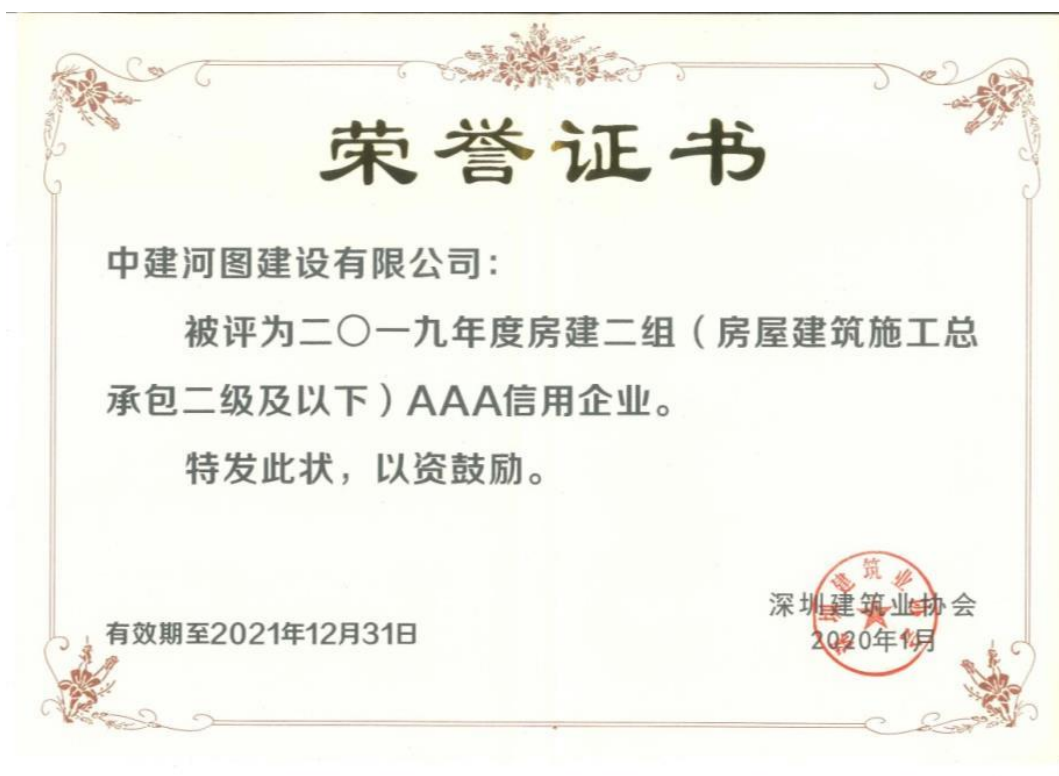 荣誉证书
中建河图建设有限公司：
被评为二〇一九年度房建二组（房屋建筑施工总
承包二级及以下）AAA信用企业。
特发此状，以资鼓励。
深圳建筑业协会
有效期至2021年12月31日
2020年1月